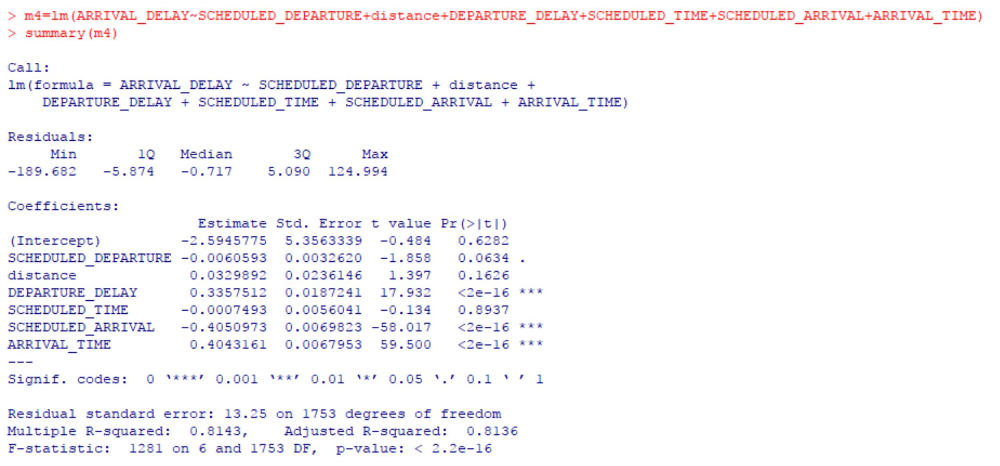 > m4=lm(ARRIVAL_DELAY~SCHEDULED_DEPARTURE+distance+DEPARTURE_DELAY+SCHEDULED_TIME+SCHEDULED_ARRIVAL+ARRIVAL_TIME)
> summary(m4)

Call:
lm(formula = ARRIVAL_DELAY ~ SCHEDULED_DEPARTURE + distance +
    DEPARTURE_DELAY + SCHEDULED_TIME + SCHEDULED_ARRIVAL + ARRIVAL_TIME)

Residuals:
     Min       1Q   Median       3Q      Max
-189.682   -5.874   -0.717    5.090  124.994

Coefficients:
                      Estimate Std. Error t value Pr(>|t|)
(Intercept)         -2.5945775  5.3563339  -0.484   0.6282
SCHEDULED_DEPARTURE -0.0060593  0.0032620  -1.858   0.0634 .
distance             0.0329892  0.0236146   1.397   0.1626
DEPARTURE_DELAY      0.3357512  0.0187241  17.932   <2e-16 ***
SCHEDULED_TIME      -0.0007493  0.0056041  -0.134   0.8937
SCHEDULED_ARRIVAL   -0.4050973  0.0069823 -58.017   <2e-16 ***
ARRIVAL_TIME         0.4043161  0.0067953  59.500   <2e-16 ***
---
Signif. codes:  0 ‘***’ 0.001 ‘**’ 0.01 ‘*’ 0.05 ‘.’ 0.1 ‘ ’ 1

Residual standard error: 13.25 on 1753 degrees of freedom
Multiple R-squared:  0.8143,    Adjusted R-squared:  0.8136
F-statistic:  1281 on 6 and 1753 DF,  p-value: < 2.2e-16